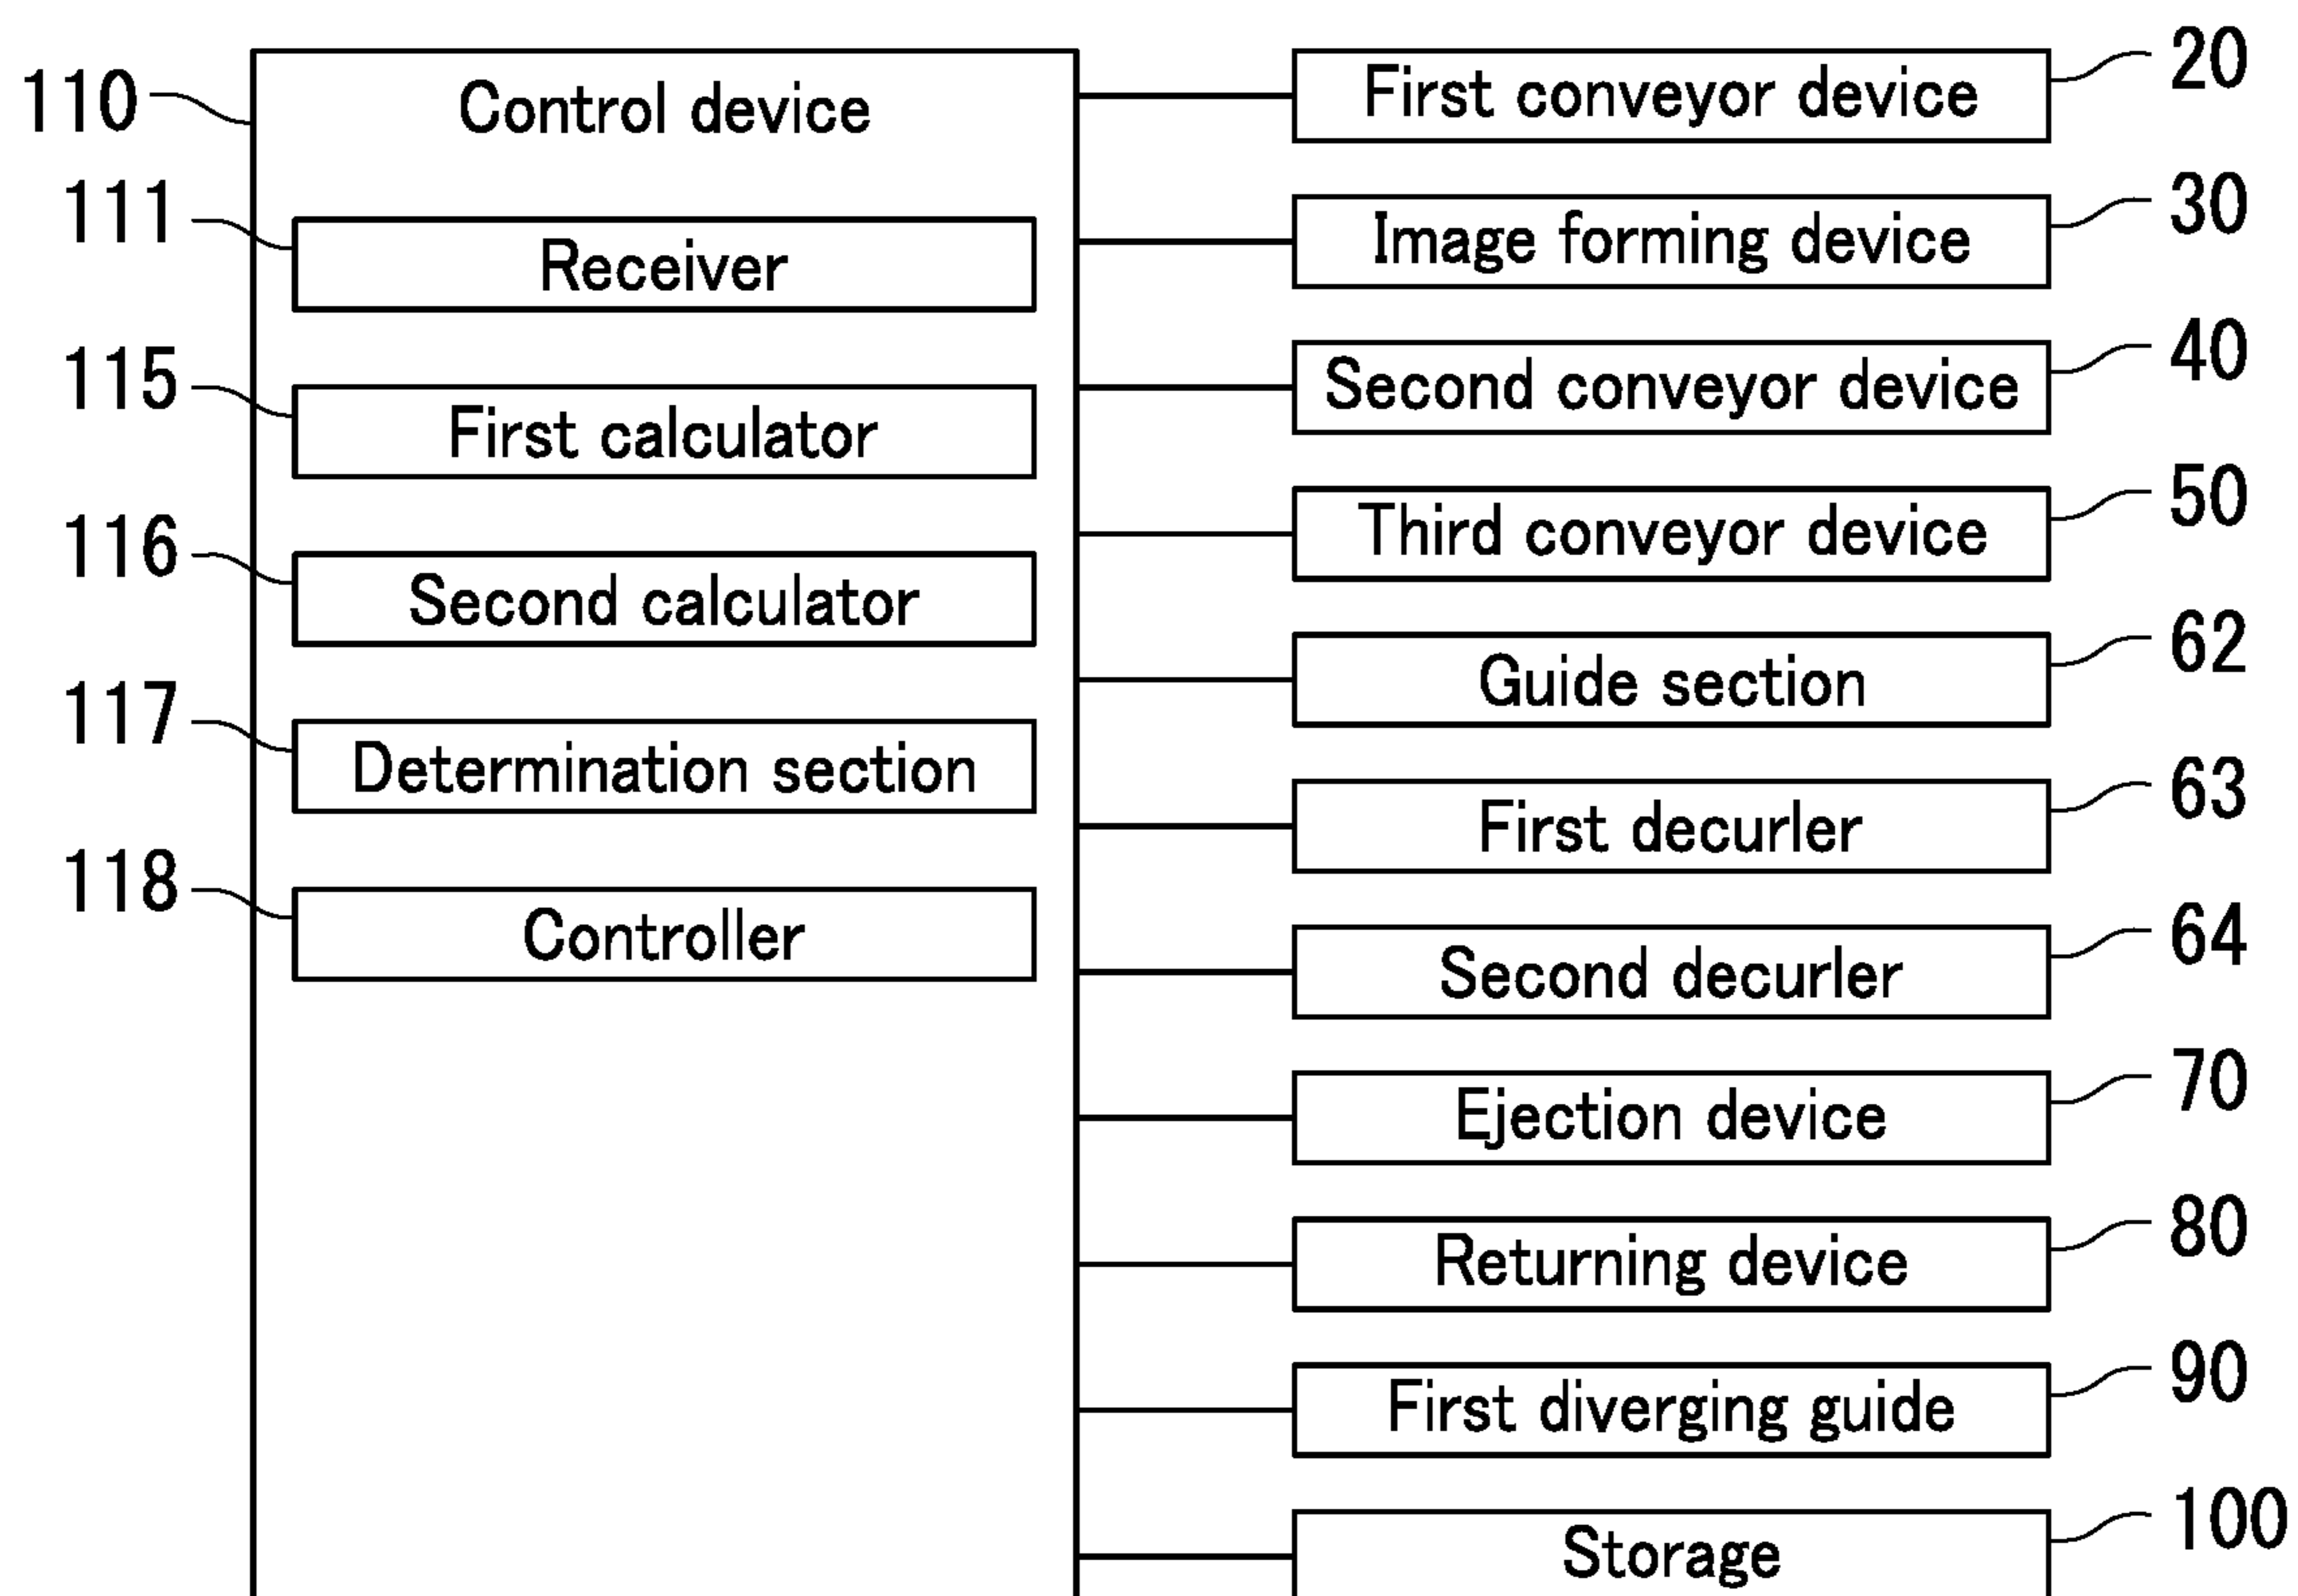 110
Control device
111
Receiver
115
First calculator
116
Second calculator
117
Determination section
118
Controller
First conveyor device
20
Image forming device
30
Second conveyor device
40
Third conveyor device
50
Guide section
62
First decurler
63
Second decurler
64
Ejection device
70
Returning device
80
First diverging guide
90
Storage
100